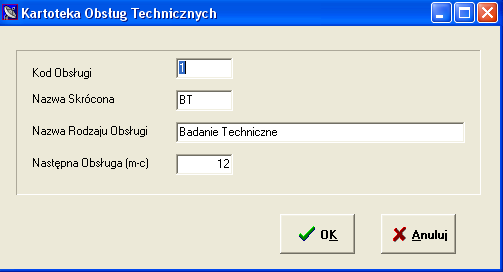 Kartoteka Obsług Technicznych
Kod Obsługi 1
Nazwa Skrócona BT
Nazwa Rodzaju Obsługi Badanie Techniczne
Następna Obsługa (m-c) 12
OK Anuluj